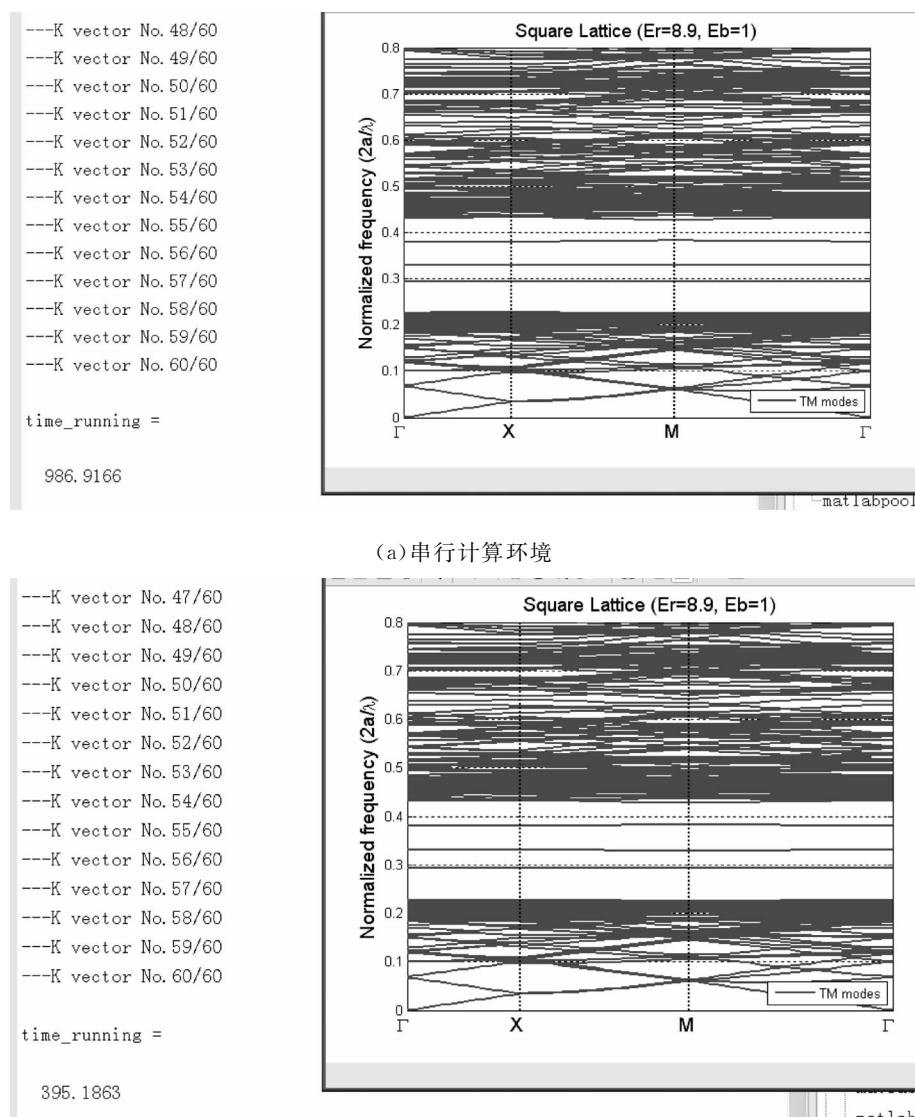 ---K vector No. 48/60
---K vector No. 49/60
---K vector No. 50/60
---K vector No. 51/60
---K vector No. 52/60
---K vector No. 53/60
---K vector No. 54/60
---K vector No. 55/60
---K vector No. 56/60
---K vector No. 57/60
---K vector No. 58/60
---K vector No. 59/60
---K vector No. 60/60
time_running =
986.9166
Square Lattice (Er=8.9, Eb=1)
Normalized frequency (2a/λ)
0.8
0.7
0.6
0.5
0.4
0.3
0.2
0.1
0
Γ X M Γ
TM modes
matlabpool
(a)串行计算环境
---K vector No. 47/60
---K vector No. 48/60
---K vector No. 49/60
---K vector No. 50/60
---K vector No. 51/60
---K vector No. 52/60
---K vector No. 53/60
---K vector No. 54/60
---K vector No. 55/60
---K vector No. 56/60
---K vector No. 57/60
---K vector No. 58/60
---K vector No. 59/60
---K vector No. 60/60
time_running =
395.1863
Square Lattice (Er=8.9, Eb=1)
Normalized frequency (2a/λ)
0.8
0.7
0.6
0.5
0.4
0.3
0.2
0.1
0
Γ X M Γ
TM modes